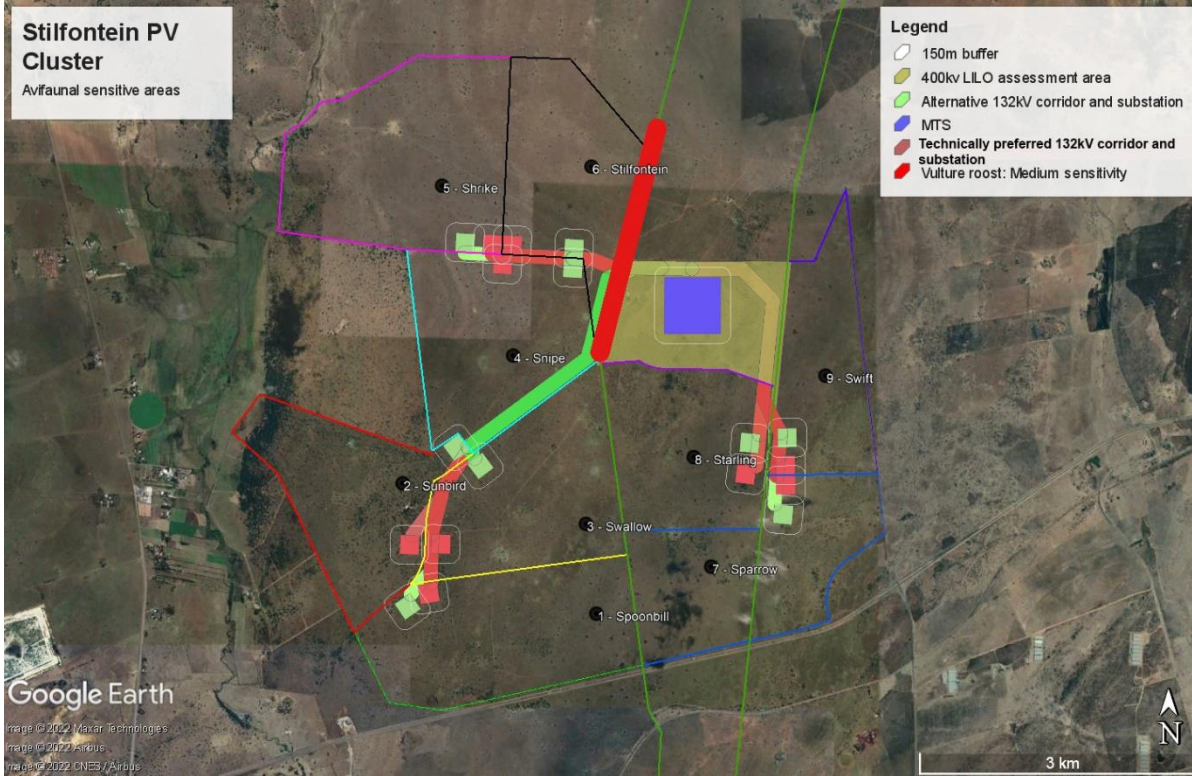 Stilfontein PV
Cluster
Avifaunal sensitive areas
Legend
150m buffer
400kv LILO assessment area
Alternative 132kV corridor and substation
MTS
Technically preferred 132kV corridor and
substation
Vulture roost: Medium sensitivity
6 - Stilfontein
5 - Shrike
4 - Snipe
9 - Swift
8 - Starling
2 - Sunbird
3 - Swallow
7 - Sparrow
1 - Spoonbill
Google Earth
Image © 2022 Maxar Technologies
Image © 2022 Airbus
Image © 2022 CNES / Airbus
N
3 km